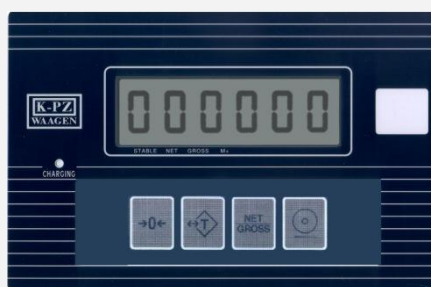 000000
K-PZ
WAAGEN
STABLE NET GROSS M+
CHARGING
→0←
↔T
NET
GROSS